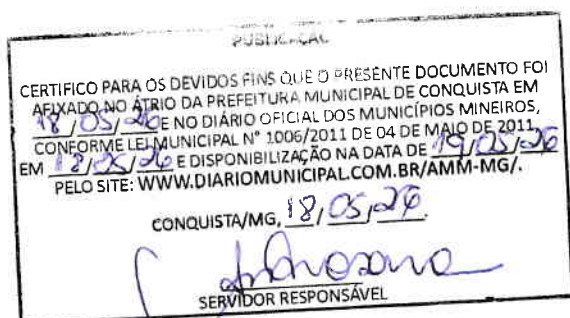 PUBLICAÇÃO
CERTIFICO PARA OS DEVIDOS FINS QUE O PRESENTE DOCUMENTO FOI
AFIXADO NO ÁTRIO DA PREFEITURA MUNICIPAL DE CONQUISTA EM
18/05/26 E NO DIÁRIO OFICIAL DOS MUNICÍPIOS MINEIROS,
CONFORME LEI MUNICIPAL N° 1006/2011 DE 04 DE MAIO DE 2011,
EM 18/05/26 E DISPONIBILIZAÇÃO NA DATA DE 19/05/26
PELO SITE: WWW.DIARIOMUNICIPAL.COM.BR/AMM-MG/.
CONQUISTA/MG, 18/05/26.
SERVIDOR RESPONSÁVEL